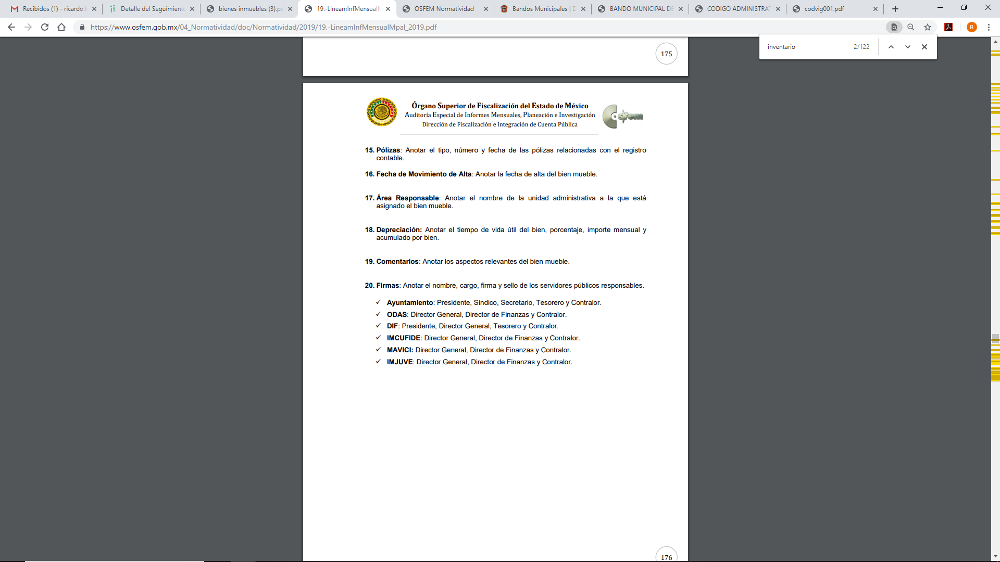 Recibidos (1) - ricardo.
Detalle del Seguimiento
bienes inmuebles (3).p
19.-LineamInfMensual
OSFEM Normatividad
Bandos Municipales | D
BANDO MUNICIPAL DE
CODIGO ADMINISTRAT
codvig001.pdf
https://www.osfem.gob.mx/04_Normatividad/doc/Normatividad/2019/19.-LineamInfMensualMpal_2019.pdf
R
inventario 2/122
175
Órgano Superior de Fiscalización del Estado de México
Auditoría Especial de Informes Mensuales, Planeación e Investigación
Dirección de Fiscalización e Integración de Cuenta Pública
osfem
15. Pólizas: Anotar el tipo, número y fecha de las pólizas relacionadas con el registro
contable.
16. Fecha de Movimiento de Alta: Anotar la fecha de alta del bien mueble.
17. Área Responsable: Anotar el nombre de la unidad administrativa a la que está
asignado el bien mueble.
18. Depreciación: Anotar el tiempo de vida útil del bien, porcentaje, importe mensual y
acumulado por bien.
19. Comentarios: Anotar los aspectos relevantes del bien mueble.
20. Firmas: Anotar el nombre, cargo, firma y sello de los servidores públicos responsables.
✓ Ayuntamiento: Presidente, Síndico, Secretario, Tesorero y Contralor.
✓ ODAS: Director General, Director de Finanzas y Contralor.
✓ DIF: Presidente, Director General, Tesorero y Contralor.
✓ IMCUFIDE: Director General, Director de Finanzas y Contralor.
✓ MAVICI: Director General, Director de Finanzas y Contralor.
✓ IMJUVE: Director General, Director de Finanzas y Contralor.
176